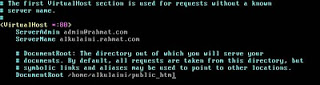 # The first VirtualHost section is used for requests without a known
# server name.
#
<VirtualHost *:80>
ServerAdmin admin@rahnat.com
ServerName alkulaini.rahnat.com
# DocumentRoot: The directory out of which you will serve your
# documents. By default, all requests are taken from this directory, but
# symbolic links and aliases may be used to point to other locations.
DocumentRoot /home/alkulaini/public_html